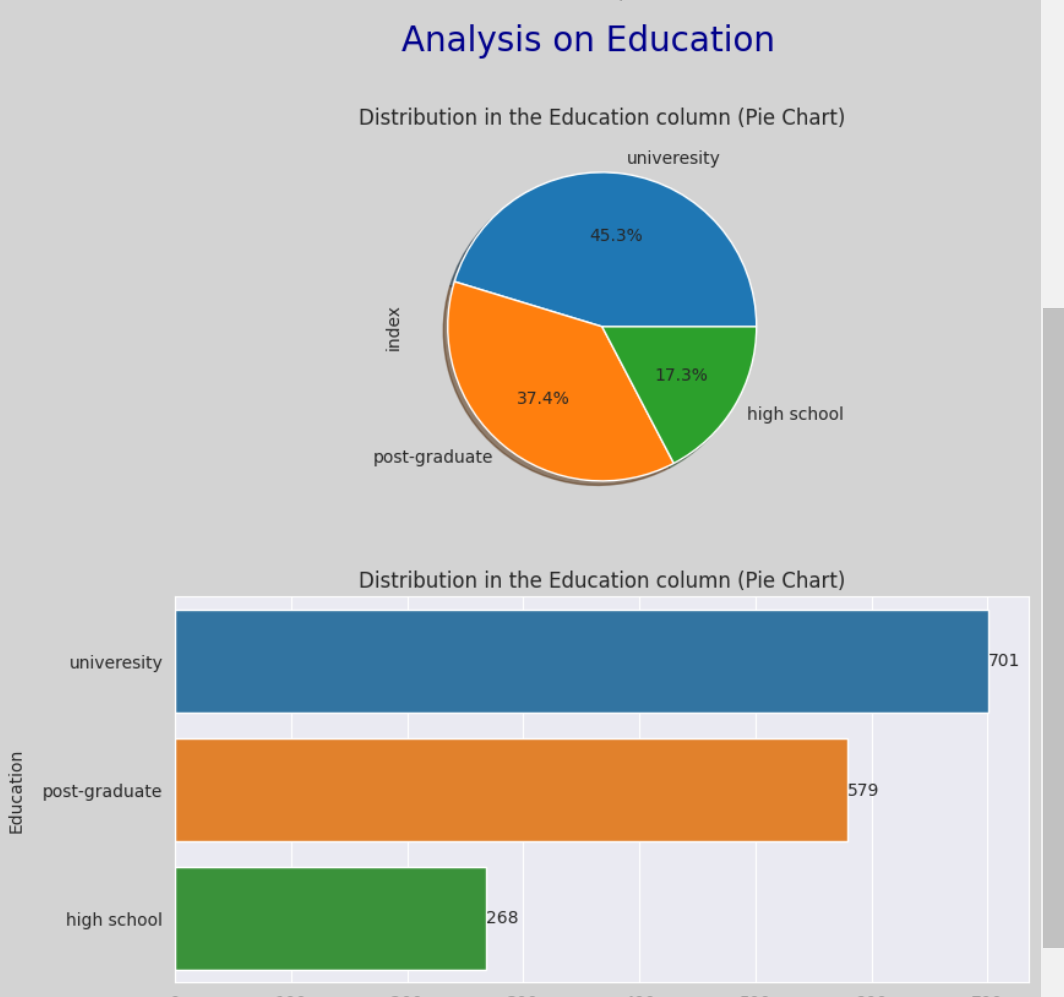 Analysis on Education
Distribution in the Education column (Pie Chart)
univeresity
45.3%
index
17.3%
37.4%
high school
post-graduate
Distribution in the Education column (Pie Chart)
univeresity
701
Education
post-graduate
579
high school
268